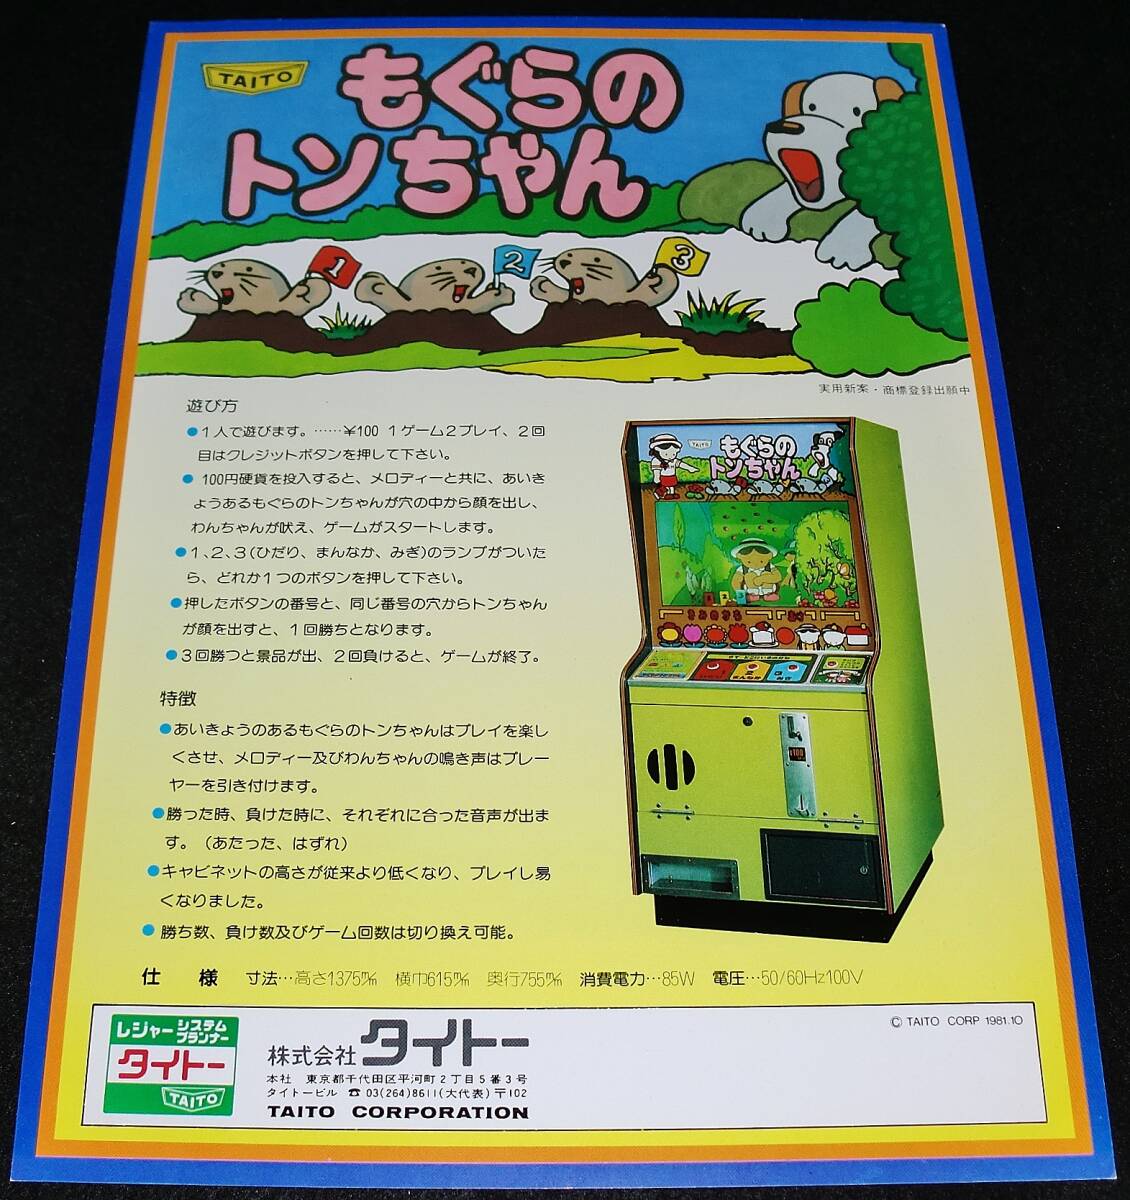 TAITO
もぐらの
トンちゃん
1
2
3
実用新案・商標登録出願中
遊び方
●1人で遊びます。……¥100 1ゲーム2プレイ、2回
目はクレジットボタンを押して下さい。
● 100円硬貨を投入すると、メロディーと共に、あいき
ょうあるもぐらのトンちゃんが穴の中から顔を出し、
わんちゃんが吠え、ゲームがスタートします。
●1、2、3(ひだり、まんなか、みぎ)のランプがついた
ら、どれか1つのボタンを押して下さい。
●押したボタンの番号と、同じ番号の穴からトンちゃん
が顔を出すと、1回勝ちとなります。
●3回勝つと景品が出、2回負けると、ゲームが終了。
特徴
●あいきょうのあるもぐらのトンちゃんはプレイを楽し
くさせ、メロディー及びわんちゃんの鳴き声はプレー
ヤーを引き付けます。
●勝った時、負けた時に、それぞれに合った音声が出ま
す。(あたった、はずれ)
●キャビネットの高さが従来より低くなり、プレイし易
くなりました。
● 勝ち数、負け数及びゲーム回数は切り換え可能。
TAITO
もぐらの
トンちゃん
¥100
仕 様 寸法…高さ1375㎜ 横巾615㎜ 奥行755㎜ 消費電力…85W 電圧…50/60Hz100V
レジャーシステムプランナー
タイトー
TAITO
株式会社タイトー
本社 東京都千代田区平河町2丁目5番3号
タイトービル ☎03(264)8611(大代表)〒102
TAITO CORPORATION
© TAITO CORP 1981.10